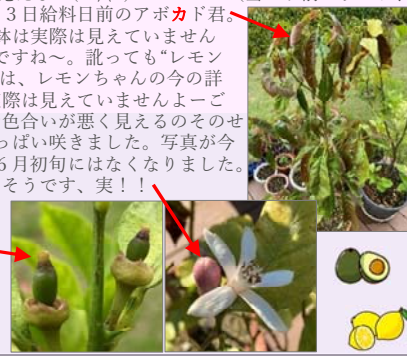 ３日給料日前のアボカド君。
体は実際は見えていません
ですね～。訛っても“レモン
は、レモンちゃんの今の詳
際は見えていませんよーご
色合いが悪く見えるのそのせ
っぱい咲きました。写真が今
６月初旬にはなくなりました。
そうです、実！！